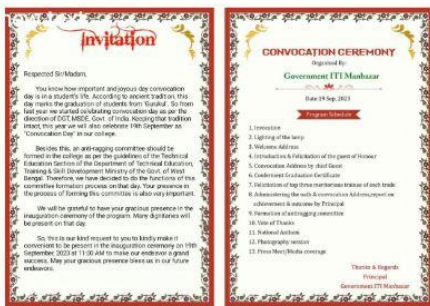 Invitation
Respected Sir/Madam,
You know how important and joyous day convocation
day is in a student's life. According to ancient tradition, this
day marks the graduation of students from 'Gurukul'. So from
last year we started celebrating convocation day as per the
direction of DGT, MSDE, Govt. of India. Keeping that tradition
intact, this year we will also celebrate 19th September as
"Convocation Day" in our college.
Besides this, an anti-ragging committee should be
formed in the college as per the guidelines of the Technical
Education Section of the Department of Technical Education,
Training & Skill Development Ministry of the Govt. of West
Bengal. Therefore, we have decided to do the functions of this
committee formation process on that day. Your presence in
the process of forming this committee is also very important.
We will be grateful to have your gracious presence in the
inauguration ceremony of the program. Many dignitaries will
be present on that day.
So, this is our kind request to you to kindly make it
convenient to be present in the inauguration ceremony on 19th
September, 2023 at 11:00 AM to make our endeavor a grand
success. May your gracious presence bless us in our future
endeavors.
CONVOCATION CEREMONY
Organised By:
Government ITI Manbazar
Date 19 Sep, 2023
Program Schedule
1. Invocation
2. Lighting of the lamp
3. Welcome Address
4. Introduction & Felicitation of the guest of Honour
5. Convocation Address by chief Guest
6. Conferment Graduation Certificate
7. Felicitation of top three meritorious trainee of each trade
8. Administering the oath & convocation Address, report on
achievement & outcome by Principal
9. Formation of anti ragging committee
10. Vote of Thanks
11. National Anthem
12. Photography session
13. Press Meet/Media coverage
Thanks & Regards
Principal
Government ITI Manbazar